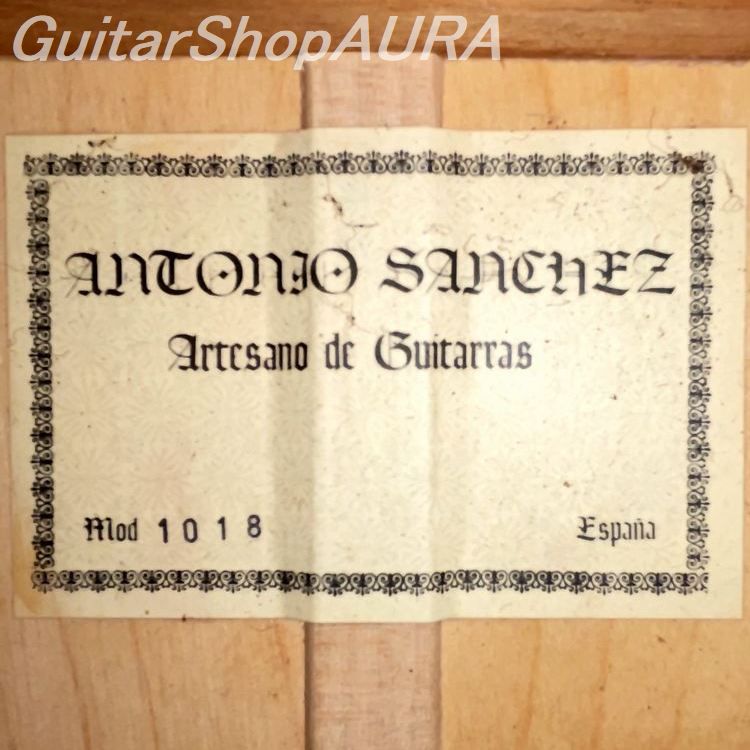 GuitarShopAURA
ANTONIO SANCHEZ
Artesano de Guitarras
Mod 1018
España